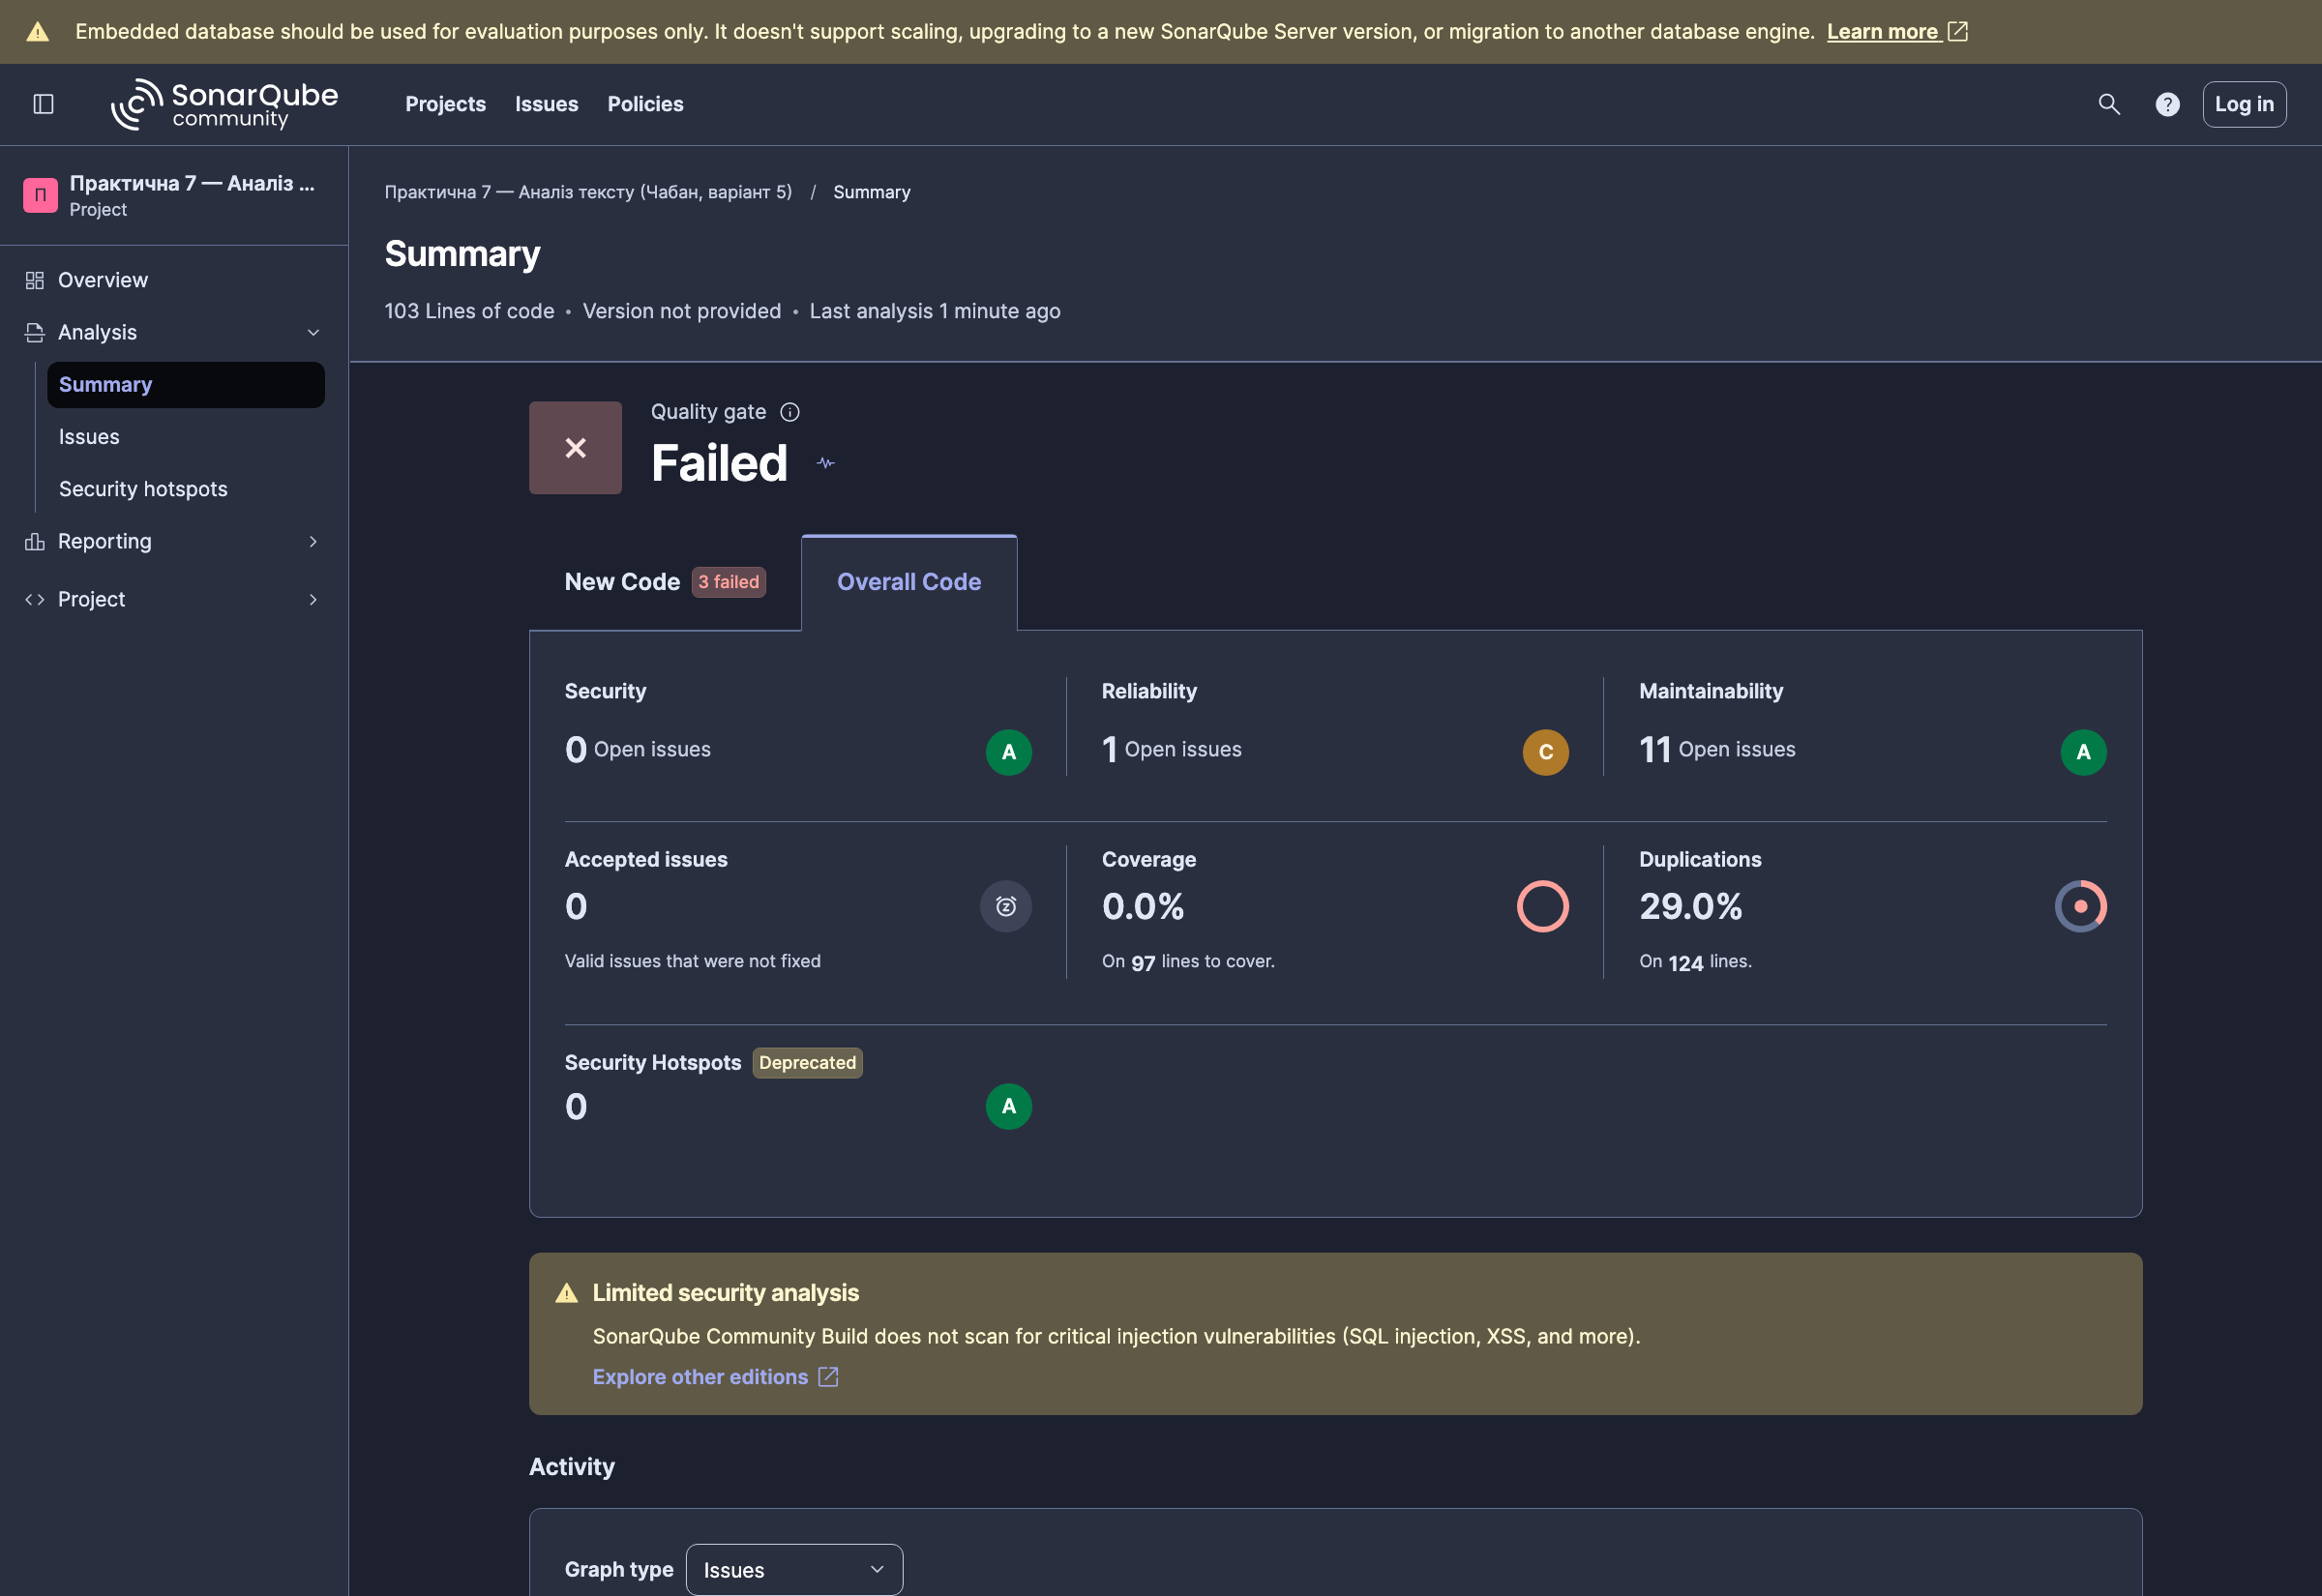 Embedded database should be used for evaluation purposes only. It doesn't support scaling, upgrading to a new SonarQube Server version, or migration to another database engine. Learn more
SonarQube community
Projects Issues Policies
? Log in
П Практична 7 — Аналіз ...
Project
Overview
Analysis
Summary
Issues
Security hotspots
Reporting
Project
Практична 7 — Аналіз тексту (Чабан, варіант 5) / Summary
Summary
103 Lines of code • Version not provided • Last analysis 1 minute ago
Quality gate
Failed
New Code 3 failed Overall Code
Security
0 Open issues A
Reliability
1 Open issues C
Maintainability
11 Open issues A
Accepted issues
0
Valid issues that were not fixed
Coverage
0.0%
On 97 lines to cover.
Duplications
29.0%
On 124 lines.
Security Hotspots Deprecated
0 A
Limited security analysis
SonarQube Community Build does not scan for critical injection vulnerabilities (SQL injection, XSS, and more).
Explore other editions
Activity
Graph type Issues